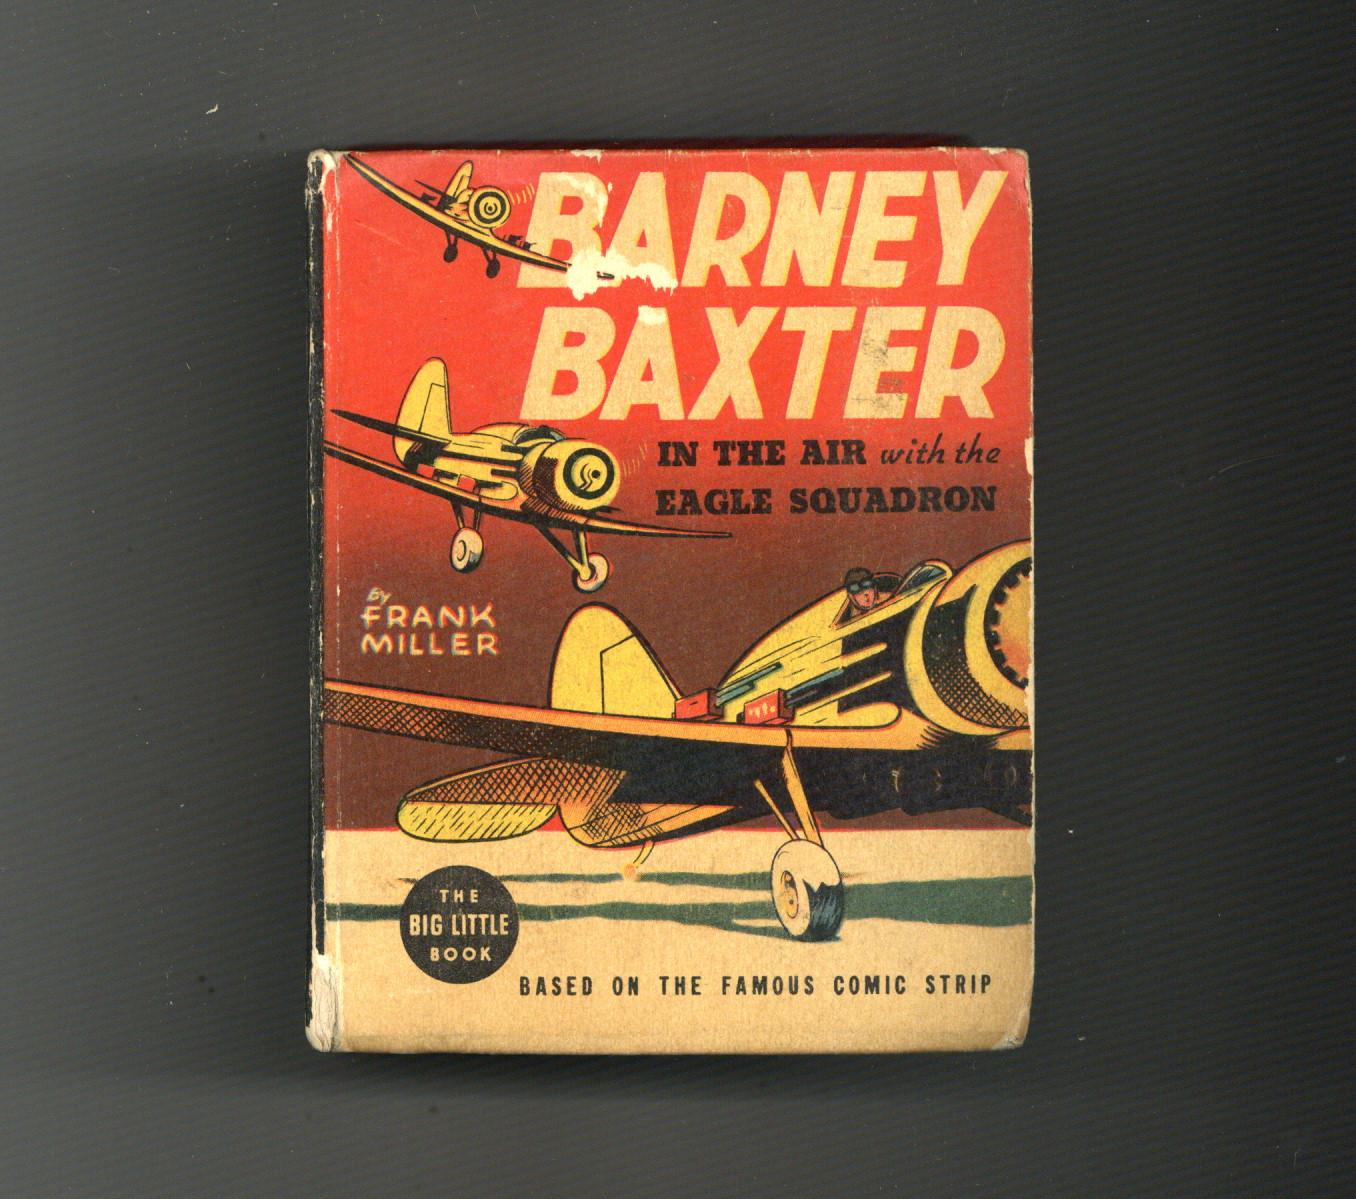 BARNEY
BAXTER
IN THE AIR with the
EAGLE SQUADRON
By
FRANK
MILLER
THE
BIG LITTLE
BOOK
BASED ON THE FAMOUS COMIC STRIP